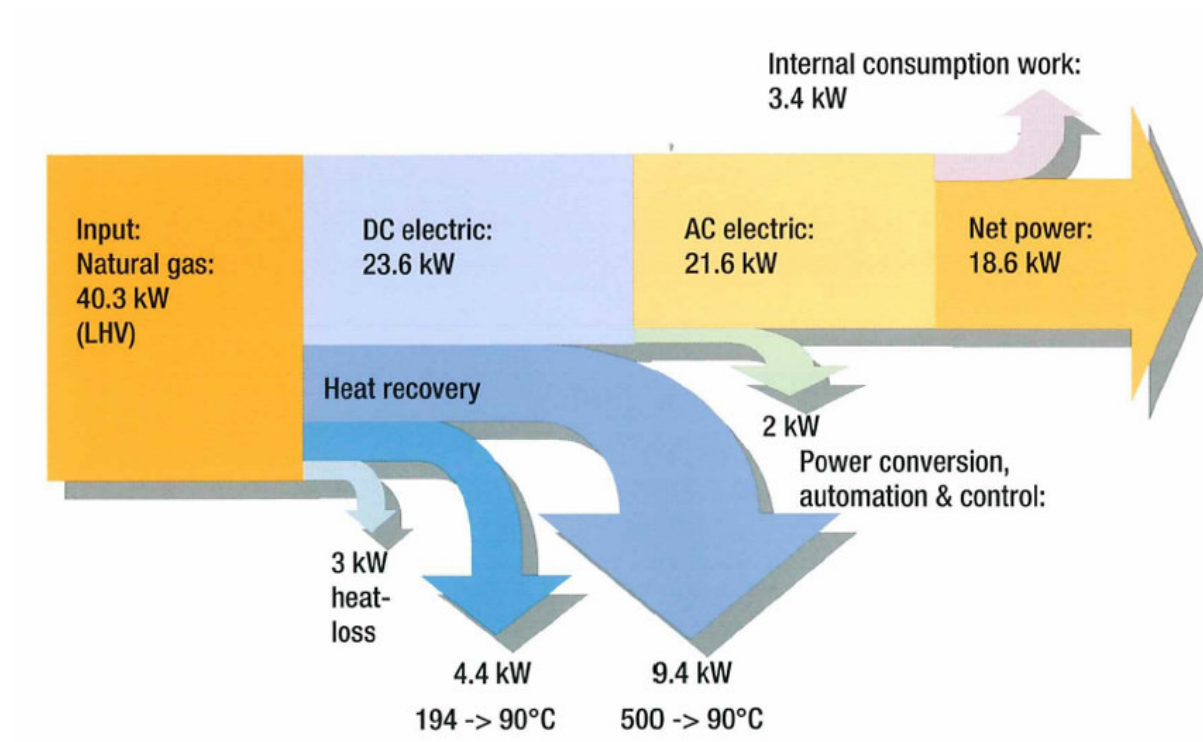 Internal consumption work:
3.4 kW
Input:
Natural gas:
40.3 kW
(LHV)
DC electric:
23.6 kW
AC electric:
21.6 kW
Net power:
18.6 kW
Heat recovery
2 kW
Power conversion,
automation & control:
3 kW
heat-
loss
4.4 kW
194 -> 90°C
9.4 kW
500 -> 90°C